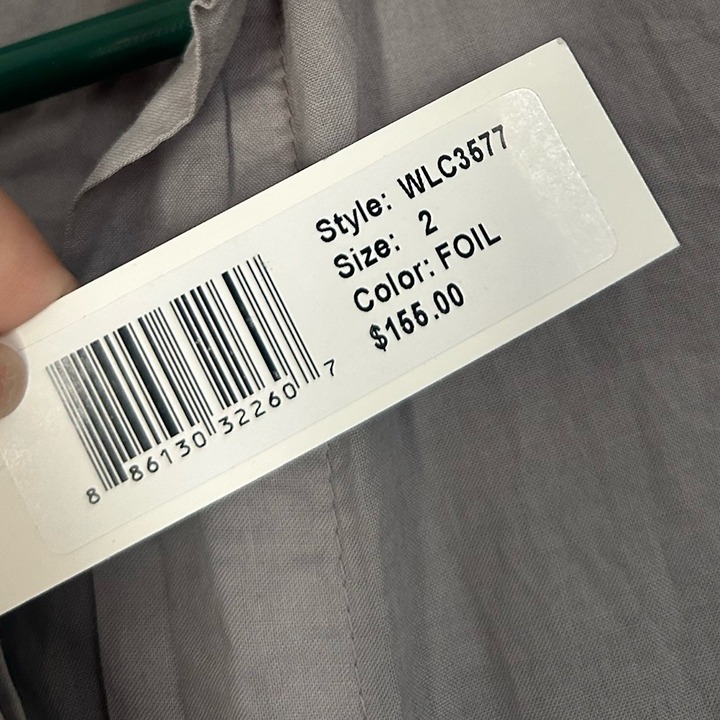 Style: WLC3577
Size: 2
Color: FOIL
$155.00
8 86130 32260 7